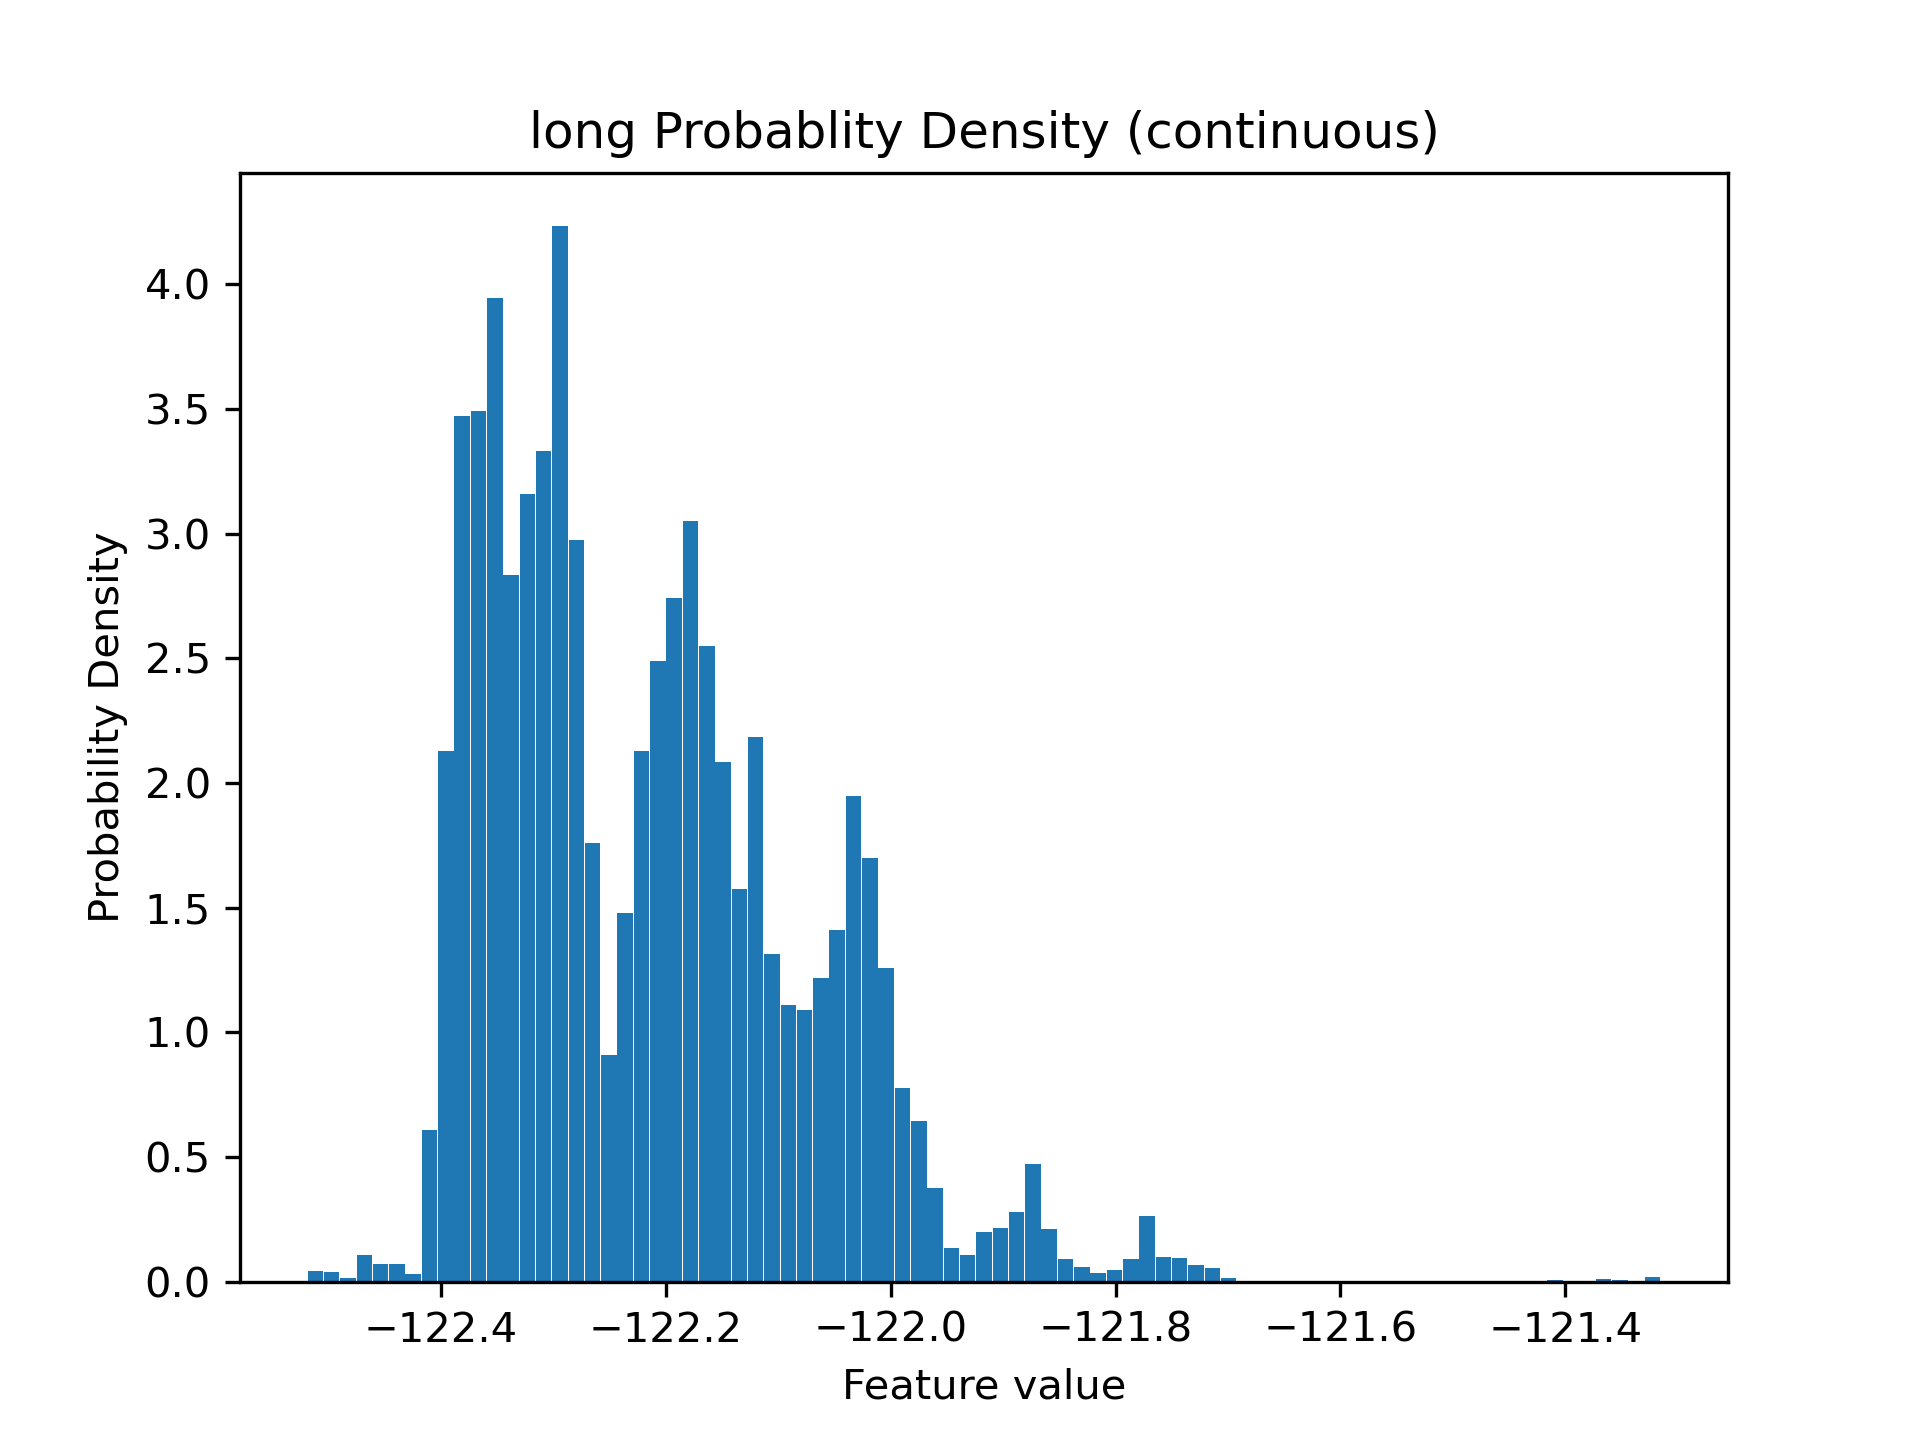 long Probablity Density (continuous)
Probability Density
4.0
3.5
3.0
2.5
2.0
1.5
1.0
0.5
0.0
−122.4 −122.2 −122.0 −121.8 −121.6 −121.4
Feature value